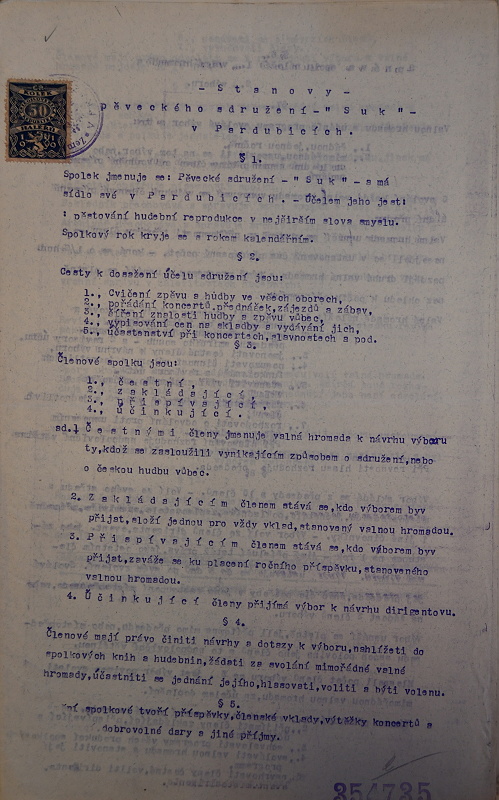 - S t a n o v y -
pěveckého sdružení -" S u k " -
v P a r d u b i c í c h .
§ 1.
Spolek jmenuje se: Pěvecké sdružení -" S u k " - a má
sídlo své v P a r d u b i c í c h . - Účelem jeho jest:
: pěstování hudební reprodukce v nejširším slova smyslu.
Spolkový rok kryje se s rokem kalendářním.
§ 2.
Cesty k dosažení účelu sdružení jsou:
1., Cvičení zpěvu a hudby ve všech oborech,
2., pořádání koncertů, přednášek, zájezdů a zábav,
3., šíření znalosti hudby a zpěvu vůbec,
4., vypisování cen na skladby a vydávání jich,
5., účastenství při koncertech, slavnostech a pod.
§ 3.
Členové spolku jsou:
1., č e s t n í ,
2., z a k l á d a j í c í ,
3., p ř i s p í v a j í c í ,
4., ú č i n k u j í c í .
ad.1 Č e s t n ý m i členy jmenuje valná hromada k návrhu výboru
ty, kdož se zasloužili vynikajícím způsobem o sdružení, nebo
o českou hudbu vůbec.
2. Z a k l á d a j í c í m členem stává se, kdo výborem byv
přijat, složí jednou pro vždy vklad, stanovený valnou hromadou.
3. P ř i s p í v a j í c í m členem stává se, kdo výborem byv
přijat, zaváže se ku placení ročního příspěvku, stanoveného
valnou hromadou.
4. Ú č i n k u j í c í členy přijímá výbor k návrhu dirigentovu.
§ 4.
Členové mají právo činiti návrhy a dotazy k výboru, nahlížeti do
spolkových knih a hudebnin, žádati za svolání mimořádné valné
hromady, účastniti se jednání jejího, hlasovati, voliti a býti volenu.
§ 5.
ění spolkové tvoří příspěvky, členské vklady, výtěžky koncertů a
dobrovolné dary a jiné příjmy.
354735